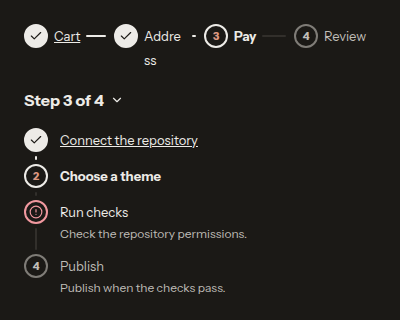 Cart Addre 3 Pay 4 Review
ss
Step 3 of 4
Connect the repository
2 Choose a theme
Run checks
Check the repository permissions.
4 Publish
Publish when the checks pass.